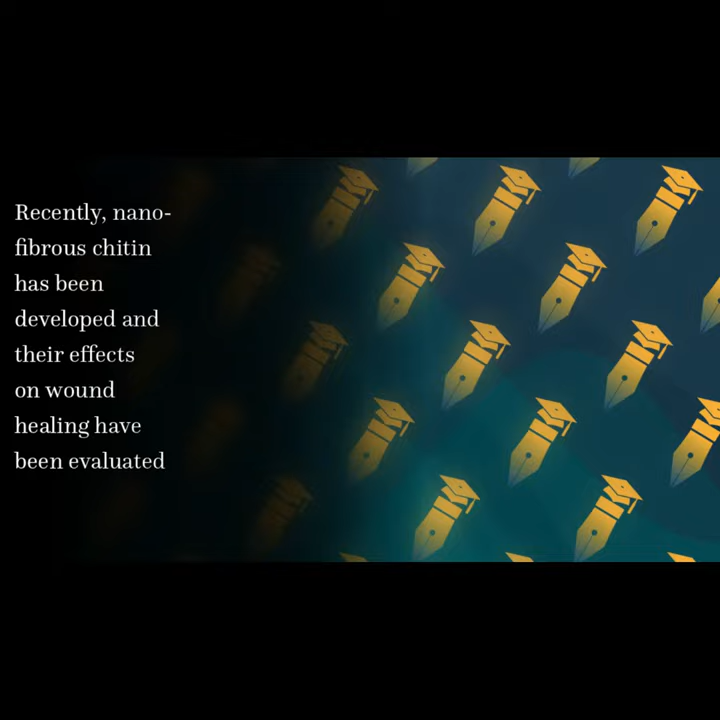 Recently, nano-
fibrous chitin
has been
developed and
their effects
on wound
healing have
been evaluated